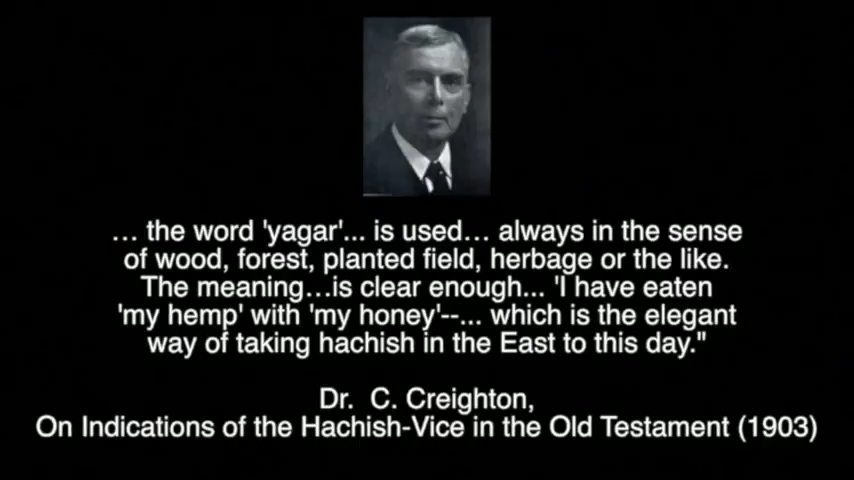 … the word 'yagar'... is used... always in the sense
of wood, forest, planted field, herbage or the like.
The meaning…is clear enough... 'I have eaten
'my hemp' with 'my honey'--... which is the elegant
way of taking hachish in the East to this day."
Dr. C. Creighton,
On Indications of the Hachish-Vice in the Old Testament (1903)